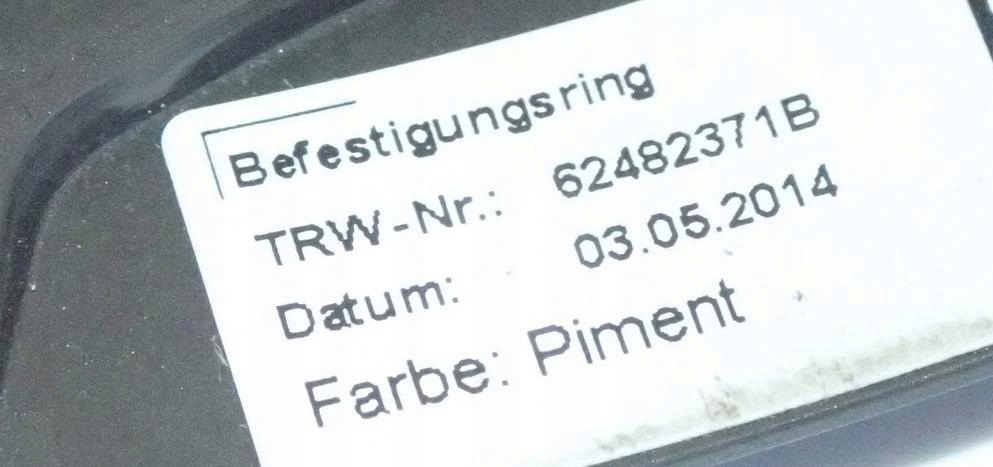 Befestigungsring
TRW-Nr.: 62482371B
Datum: 03.05.2014
Farbe: Piment